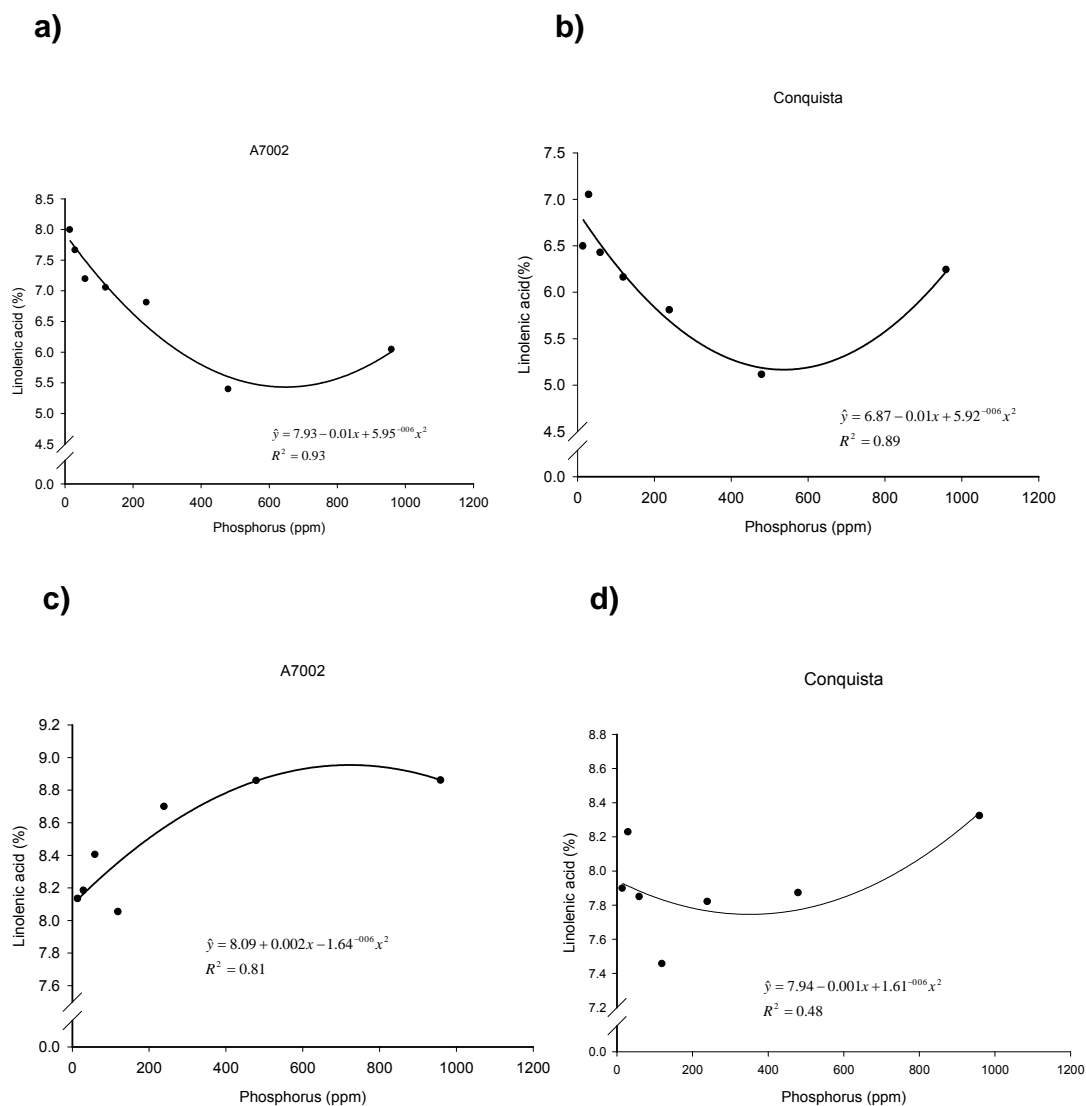 a)
A7002
8.5
8.0
7.5
7.0
6.5
6.0
5.5
5.0
4.5
0.0
Linolenic acid (%)
ŷ = 7.93 − 0.01x + 5.95⁻⁰⁰⁶ x²
R² = 0.93
0 200 400 600 800 1000 1200
Phosphorus (ppm)
b)
Conquista
7.5
7.0
6.5
6.0
5.5
5.0
4.5
0.0
Linolenic acid(%)
ŷ = 6.87 − 0.01x + 5.92⁻⁰⁰⁶ x²
R² = 0.89
0 200 400 600 800 1000 1200
Phosphorus (ppm)
c)
A7002
9.2
9.0
8.8
8.6
8.4
8.2
8.0
7.8
7.6
0.0
Linolenic acid (%)
ŷ = 8.09 + 0.002x − 1.64⁻⁰⁰⁶ x²
R² = 0.81
0 200 400 600 800 1000 1200
Phosphorus (ppm)
d)
Conquista
8.8
8.6
8.4
8.2
8.0
7.8
7.6
7.4
7.2
0.0
Linolenic acid (%)
ŷ = 7.94 − 0.001x + 1.61⁻⁰⁰⁶ x²
R² = 0.48
0 200 400 600 800 1000 1200
Phosphorus (ppm)